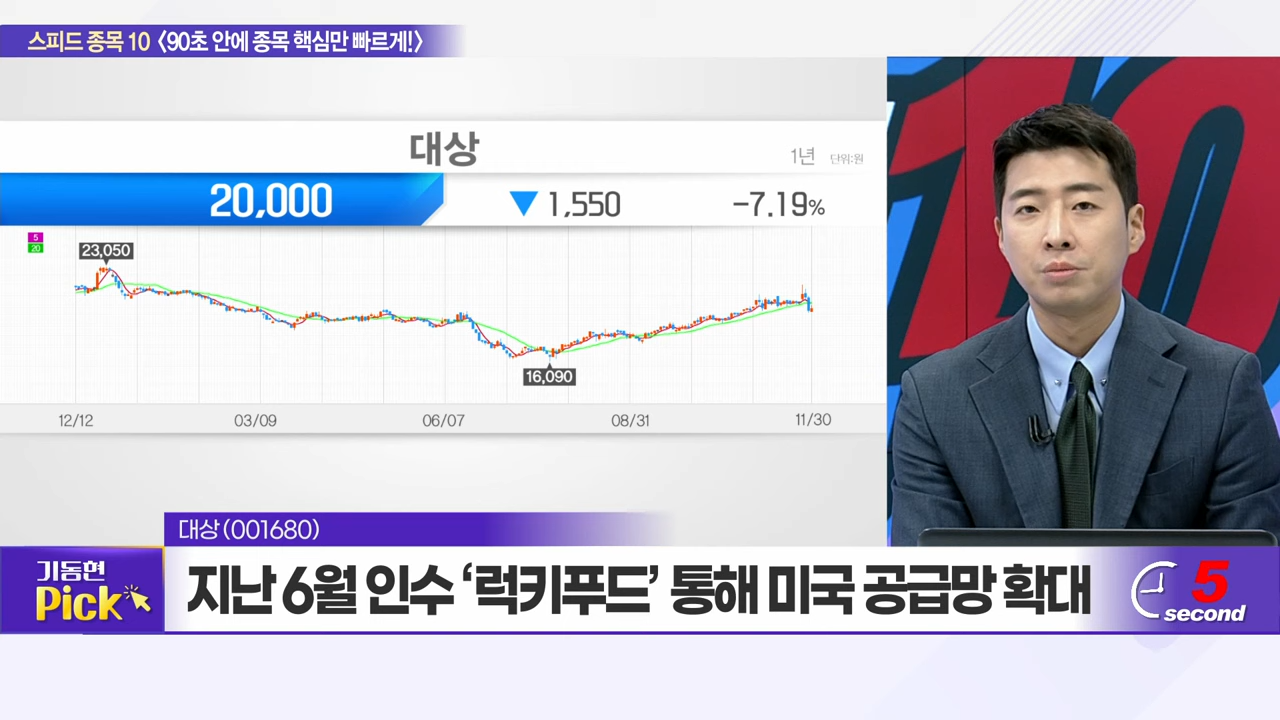 스피드 종목 10 〈90초 안에 종목 핵심만 빠르게!〉
대상
1년 단위:원
20,000 ▼ 1,550 -7.19%
5
20
23,050
16,090
12/12 03/09 06/07 08/31 11/30
대상(001680)
기동현
Pick
지난 6월 인수 ‘럭키푸드’ 통해 미국 공급망 확대
5
second
10